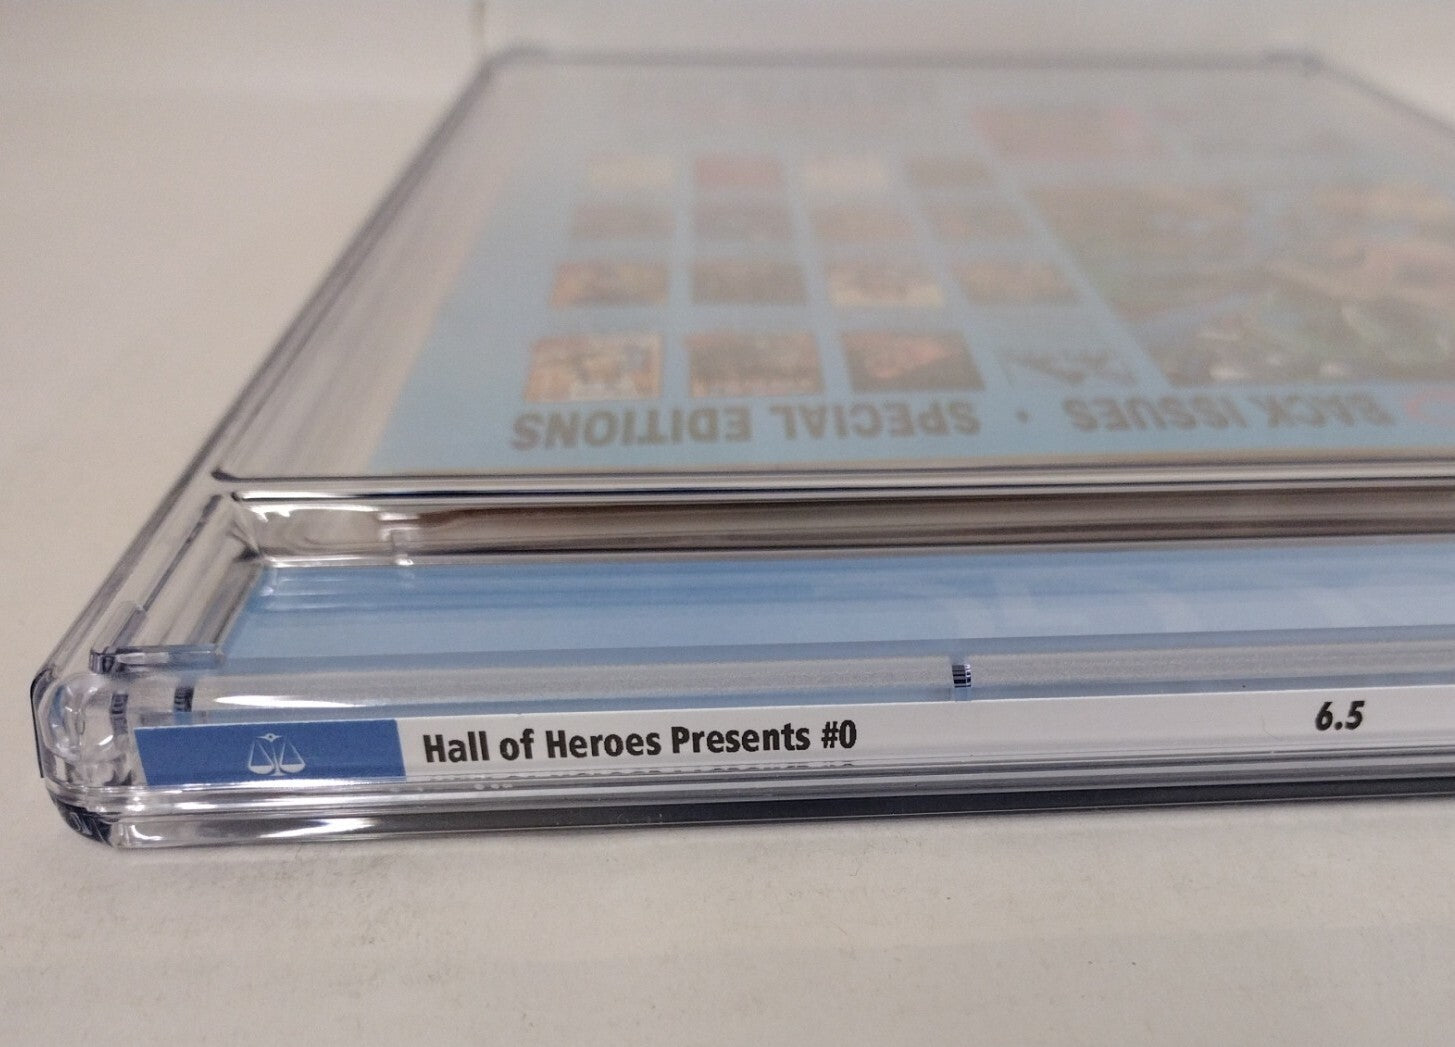 BACK ISSUES • SPECIAL EDITIONS
Hall of Heroes Presents #0
6.5